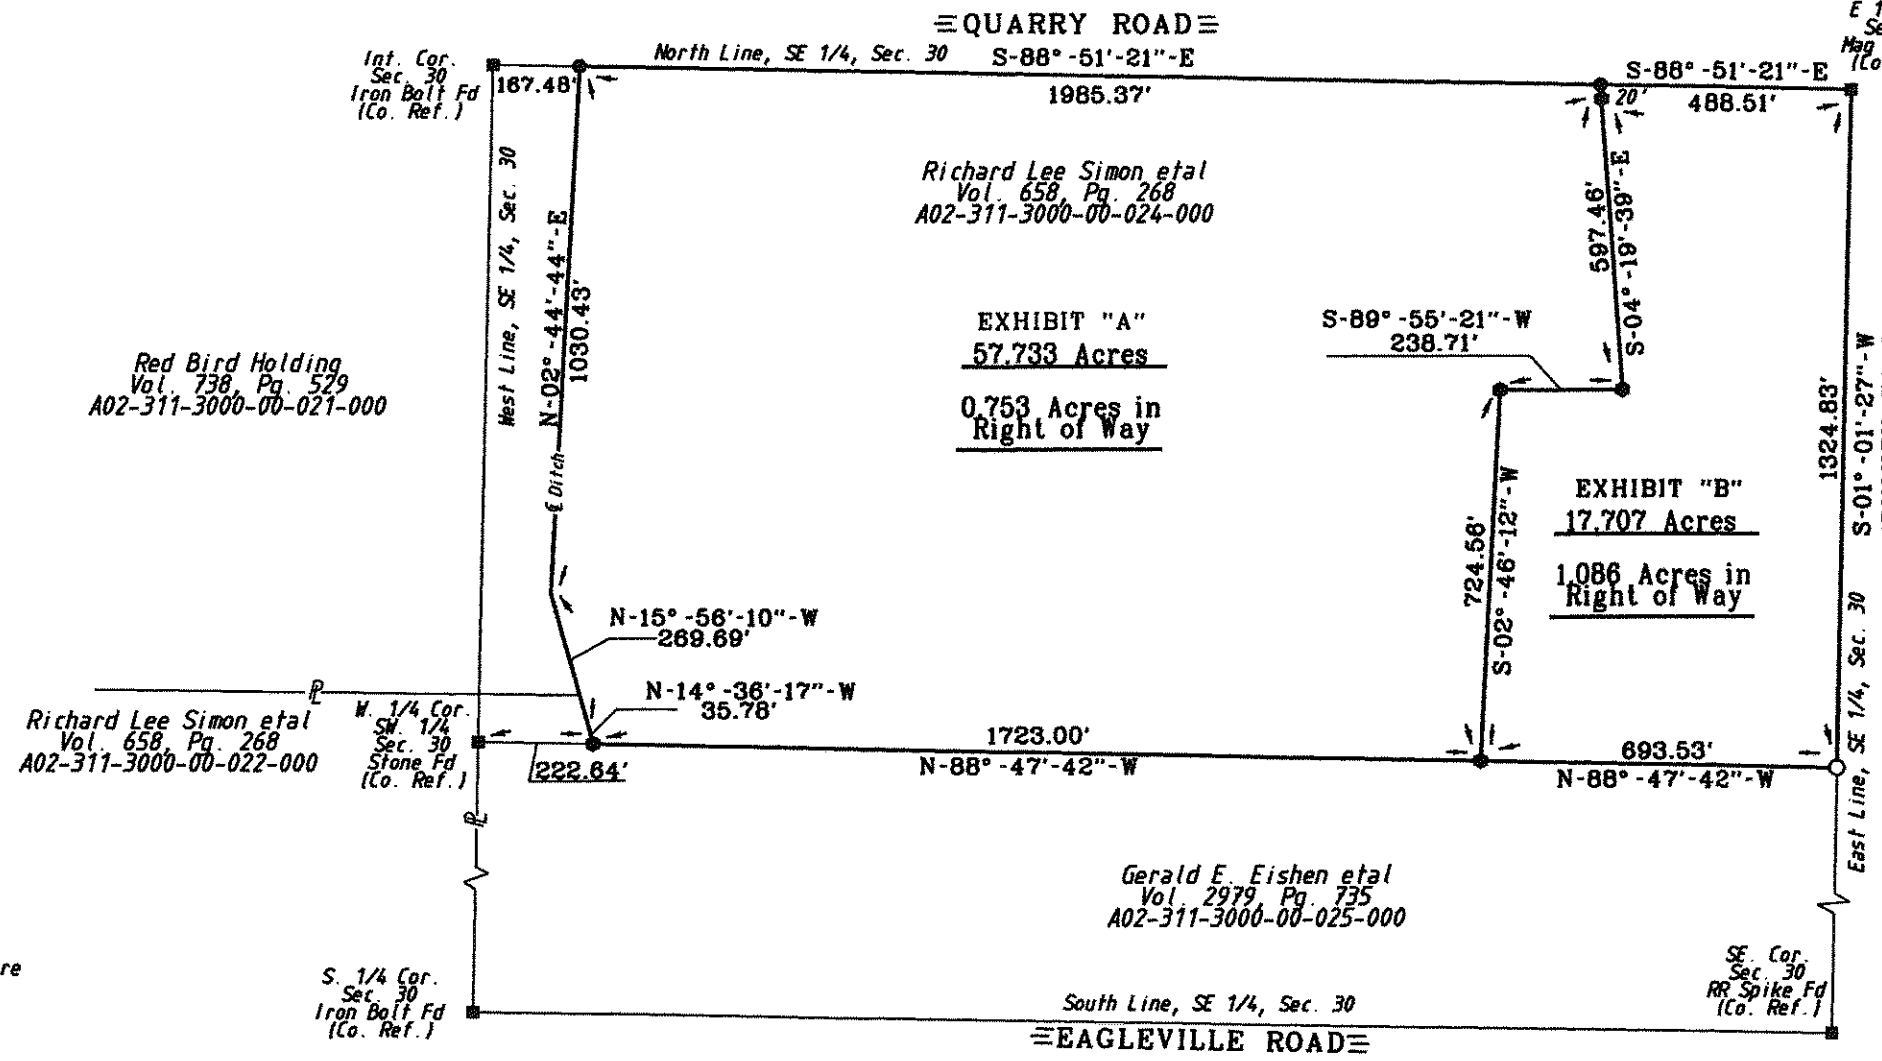 QUARRY ROAD
North Line, SE 1/4, Sec. 30
S-88°-51'-21"-E
1985.37'
S-88°-51'-21"-E
488.51'
20'
E 1
Se
Mag
(Co
Int. Cor.
Sec. 30
Iron Bolt Fd
(Co. Ref.)
167.48'
West Line, SE 1/4, Sec. 30
N-02°-44'-44"-E
1030.43'
℄ Ditch
Richard Lee Simon etal
Vol. 658, Pg. 268
A02-311-3000-00-024-000
EXHIBIT "A"
57.733 Acres
0.753 Acres in
Right of Way
597.46'
S-04°-19'-39"-E
S-89°-55'-21"-W
238.71'
Red Bird Holding
Vol. 738, Pg. 529
A02-311-3000-00-021-000
724.56'
S-02°-46'-12"-W
EXHIBIT "B"
17.707 Acres
1.086 Acres in
Right of Way
1324.83'
S-01°-01'-27"-W
East Line, SE 1/4, Sec. 30
N-15°-56'-10"-W
269.69'
N-14°-36'-17"-W
35.78'
PL
Richard Lee Simon etal
Vol. 658, Pg. 268
A02-311-3000-00-022-000
W. 1/4 Cor.
SW. 1/4
Sec. 30
Stone Fd
(Co. Ref.)
222.64'
1723.00'
N-88°-47'-42"-W
693.53'
N-88°-47'-42"-W
PL
Gerald E. Eishen etal
Vol. 2979, Pg. 735
A02-311-3000-00-025-000
re
S. 1/4 Cor.
Sec. 30
Iron Bolt Fd
(Co. Ref.)
South Line, SE 1/4, Sec. 30
EAGLEVILLE ROAD
SE. Cor.
Sec. 30
RR Spike Fd
(Co. Ref.)